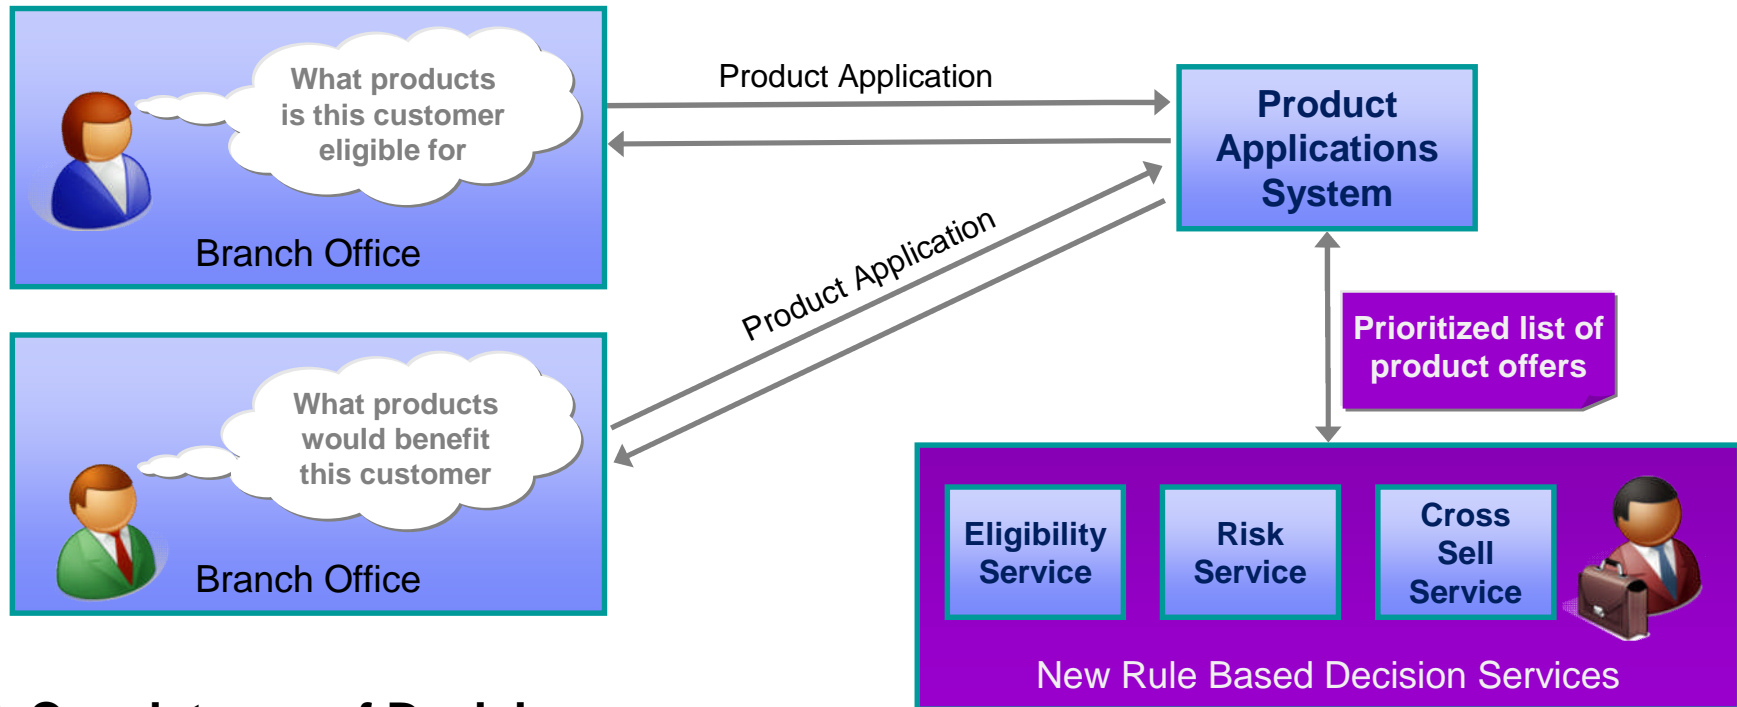 What products
is this customer
eligible for
Branch Office
Product Application
Product
Applications
System
Product Application
What products
would benefit
this customer
Branch Office
Prioritized list of
product offers
Eligibility
Service
Risk
Service
Cross
Sell
Service
New Rule Based Decision Services